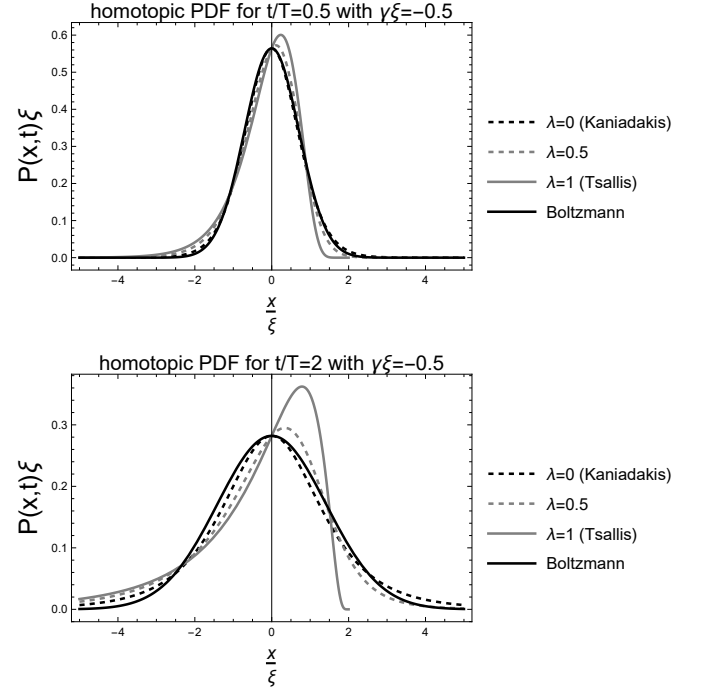 homotopic PDF for t/T=0.5 with γξ=−0.5
P(x,t)ξ
0.6
0.5
0.4
0.3
0.2
0.1
0.0
−4
−2
0
2
4
x
ξ
λ=0 (Kaniadakis)
λ=0.5
λ=1 (Tsallis)
Boltzmann
homotopic PDF for t/T=2 with γξ=−0.5
P(x,t)ξ
0.3
0.2
0.1
0.0
−4
−2
0
2
4
x
ξ
λ=0 (Kaniadakis)
λ=0.5
λ=1 (Tsallis)
Boltzmann